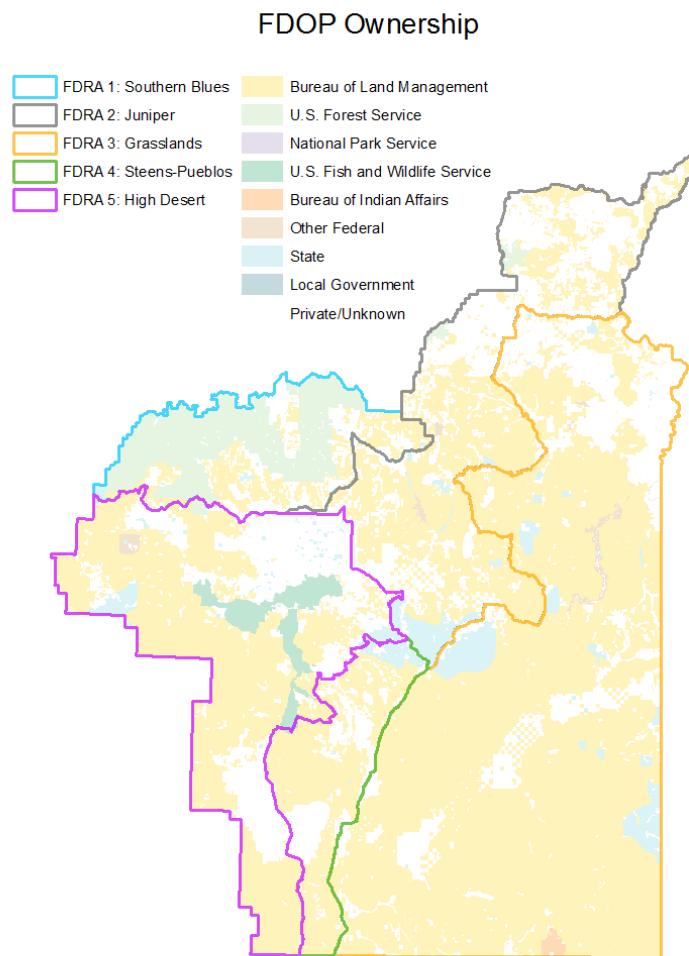 FDOP Ownership
FDRA 1: Southern Blues
FDRA 2: Juniper
FDRA 3: Grasslands
FDRA 4: Steens-Pueblos
FDRA 5: High Desert
Bureau of Land Management
U.S. Forest Service
National Park Service
U.S. Fish and Wildlife Service
Bureau of Indian Affairs
Other Federal
State
Local Government
Private/Unknown